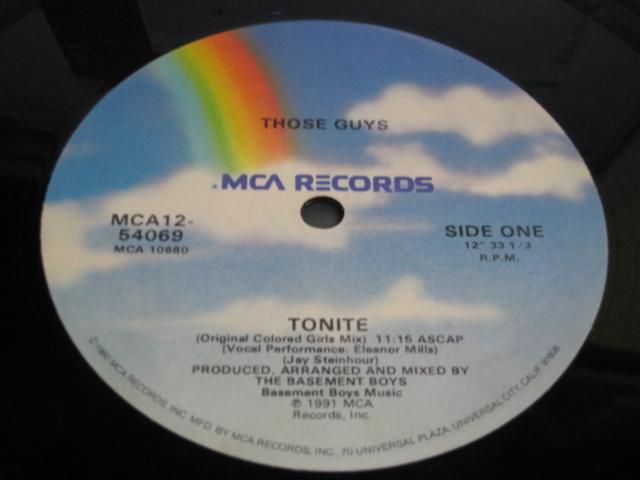 THOSE GUYS
MCA RECORDS
MCA12-
54069
MCA 10680
SIDE ONE
12" 33 1/3
R.P.M.
TONITE
(Original Colored Girls Mix) 11:15 ASCAP
(Vocal Performance: Eleanor Mills)
(Jay Steinhour)
PRODUCED, ARRANGED AND MIXED BY
THE BASEMENT BOYS
Basement Boys Music
℗ 1991 MCA
Records, Inc.
©1980 MCA RECORDS, INC. MFD. BY MCA RECORDS, INC., 70 UNIVERSAL PLAZA, UNIVERSAL CITY, CALIF. 91608